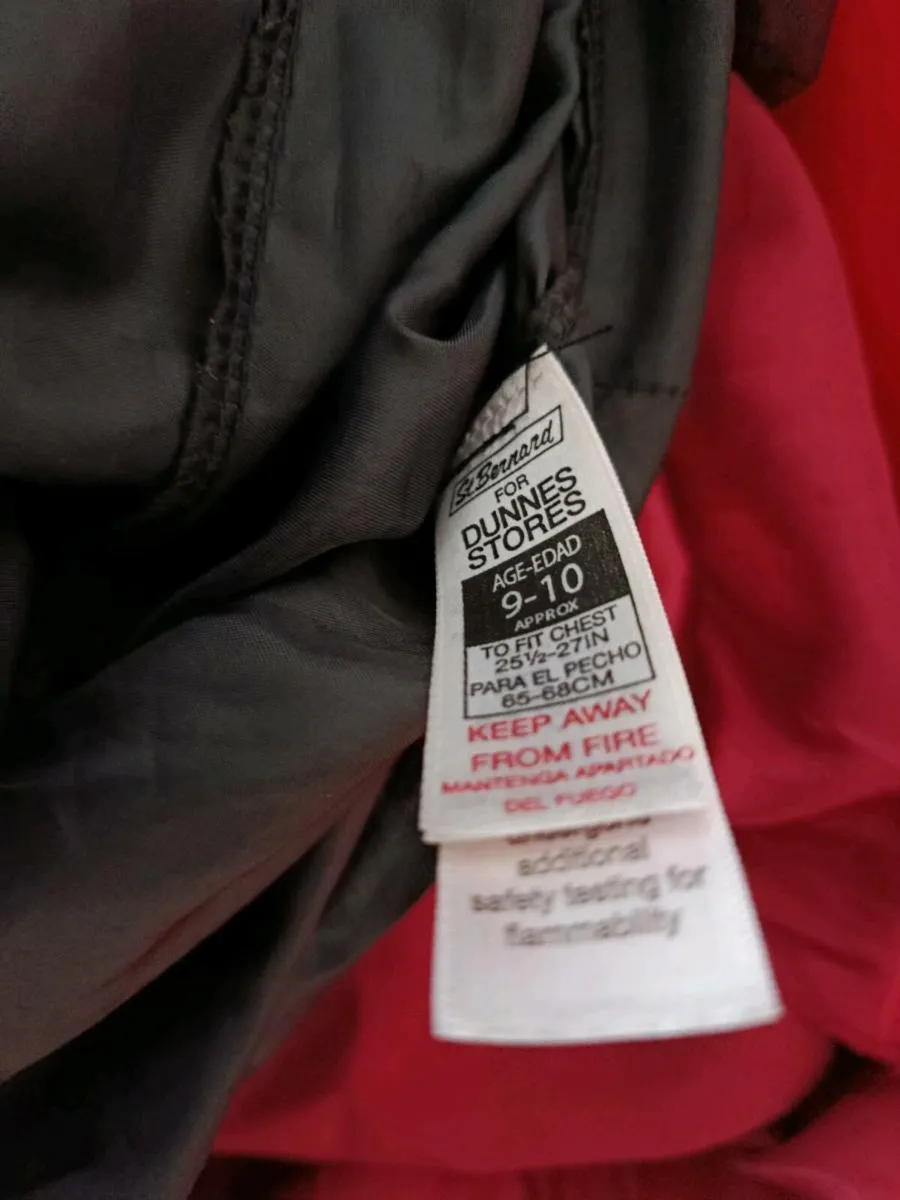 St.Bernard
FOR
DUNNES
STORES
AGE-EDAD
9-10
APPROX
TO FIT CHEST
25½-27IN
PARA EL PECHO
65-68CM
KEEP AWAY
FROM FIRE
MANTENGA APARTADO
DEL FUEGO
additional
safety testing for
flammability